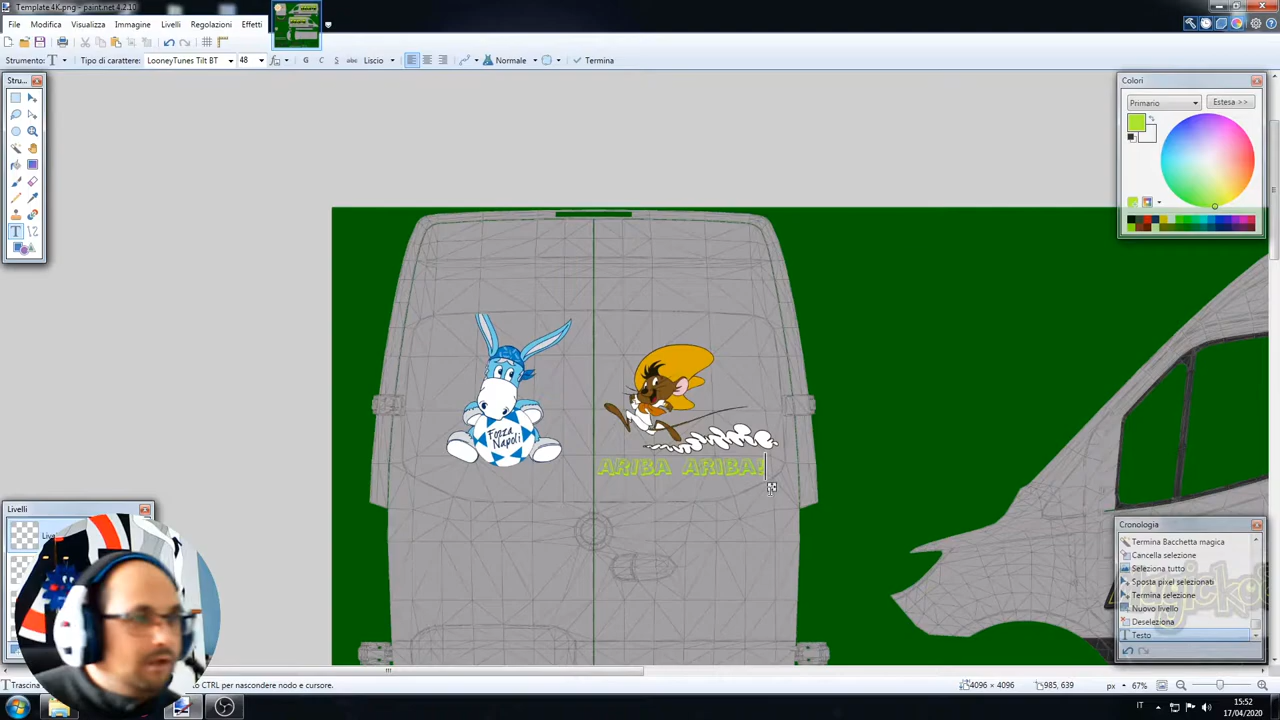 Template 4K.png - paint.net 4.2.10
File Modifica Visualizza Immagine Livelli Regolazioni Effetti
Strumento: T Tipo di carattere: LooneyTunes Tilt BT 48 G C S abc Liscio Normale Termina
Stru...
Colori
Primario Estesa >>
Forza
Napoli
ARIBA ARIBA!
Livelli
Live
Cronologia
Termina Bacchetta magica
Cancella selezione
Seleziona tutto
Sposta pixel selezionati
Termina selezione
Nuovo livello
Deseleziona
Testo
CTRL per nascondere nodo e cursore.
4096 × 4096 985, 639 px 67%
IT 15:52
17/04/2020